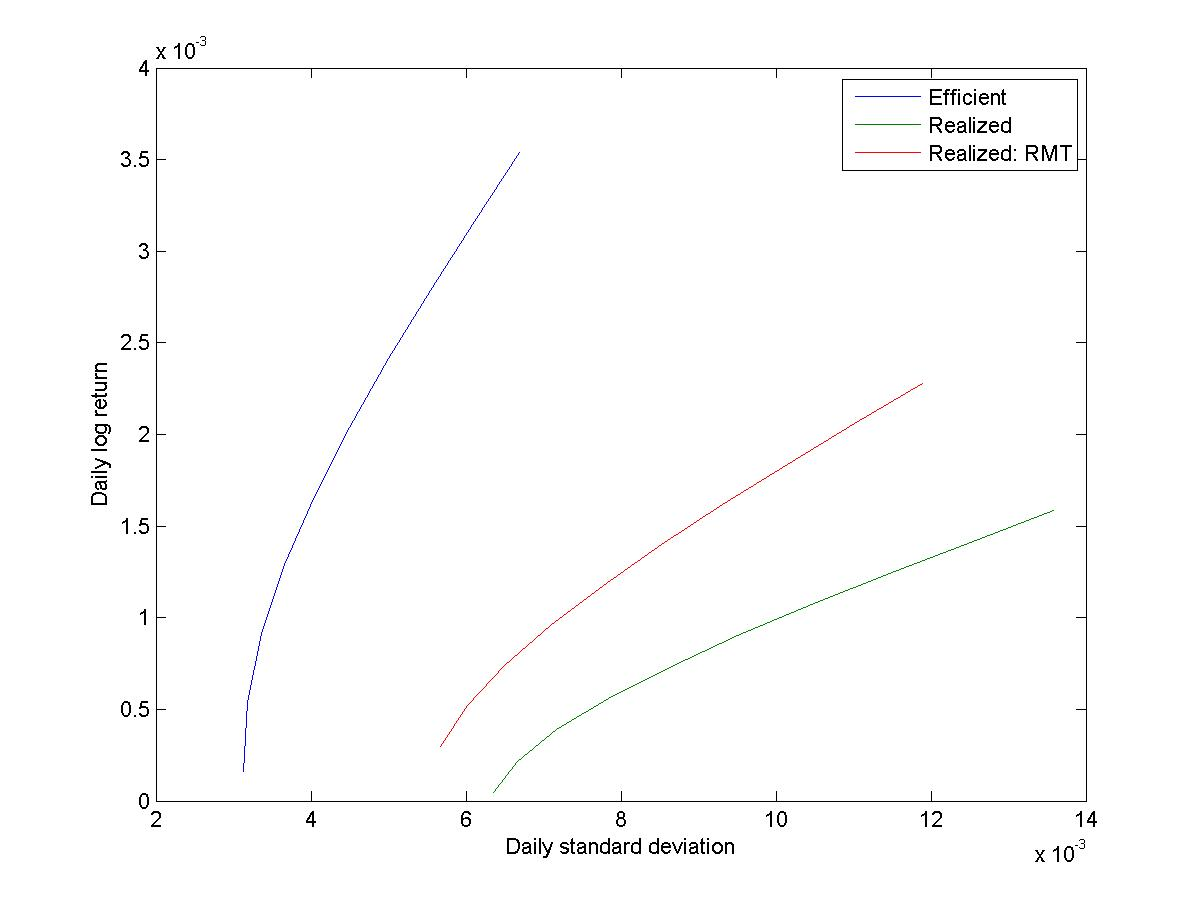 x 10-3
4
3.5
3
2.5
2
1.5
1
0.5
0
Daily log return
Efficient
Realized
Realized: RMT
2 4 6 8 10 12 14
Daily standard deviation
x 10-3